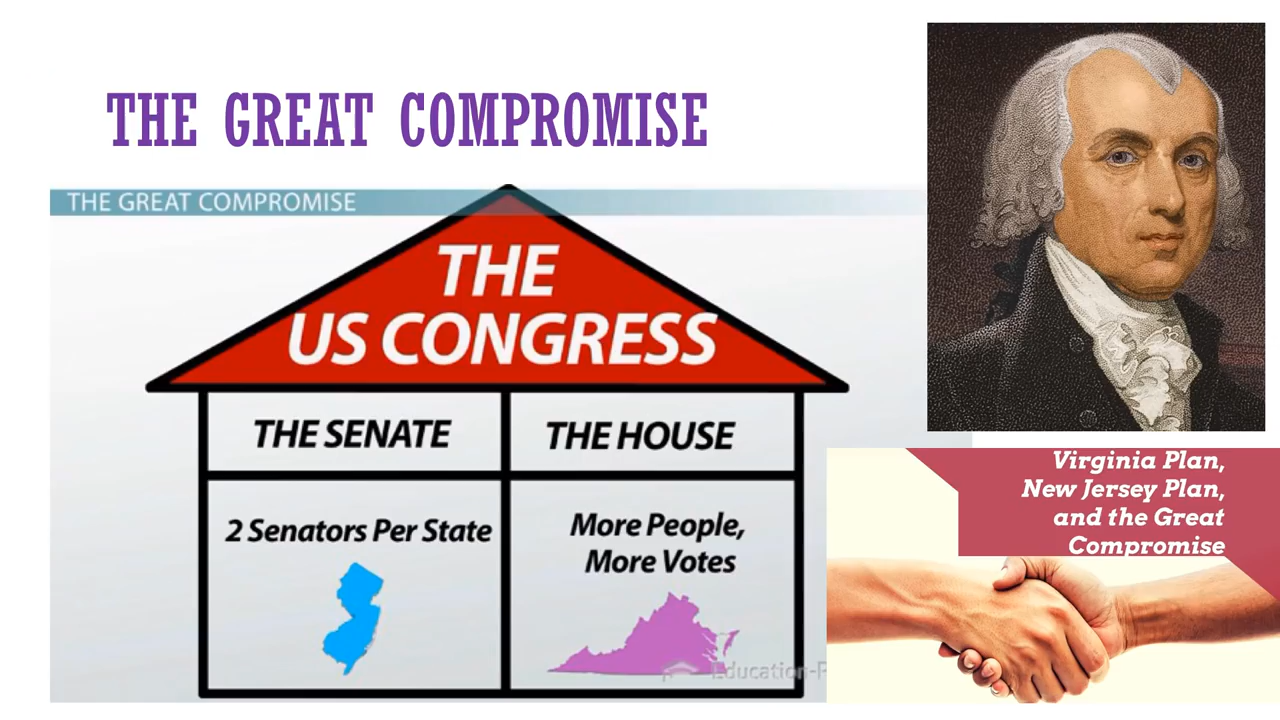 THE GREAT COMPROMISE
THE GREAT COMPROMISE
THE
US CONGRESS
THE SENATE
THE HOUSE
2 Senators Per State
More People,
More Votes
Virginia Plan,
New Jersey Plan,
and the Great
Compromise